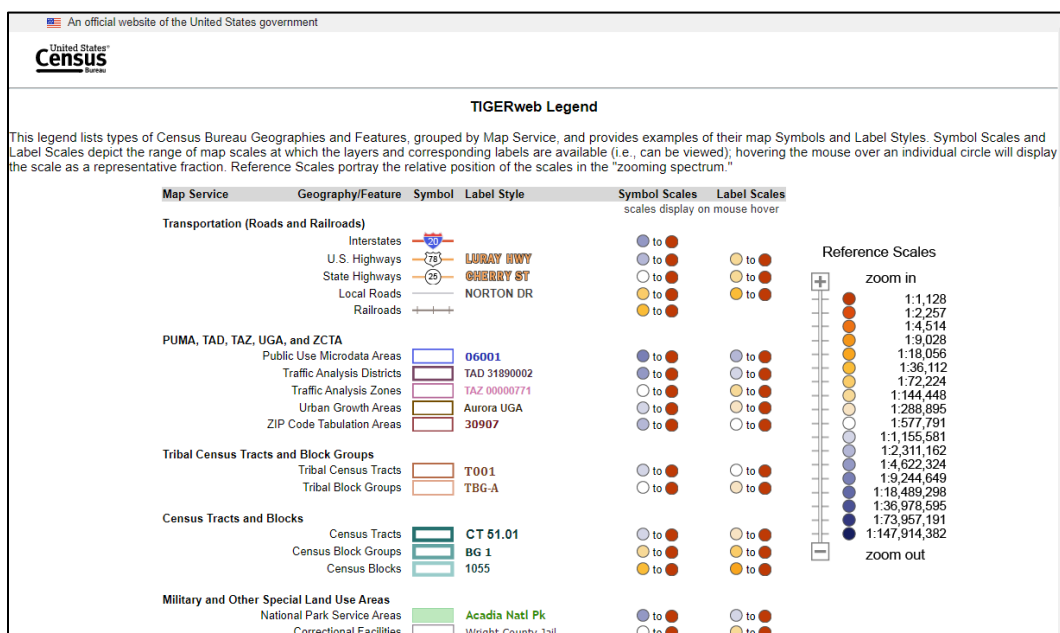 An official website of the United States government
United States®
Census
Bureau
TIGERweb Legend
This legend lists types of Census Bureau Geographies and Features, grouped by Map Service, and provides examples of their map Symbols and Label Styles. Symbol Scales and
Label Scales depict the range of map scales at which the layers and corresponding labels are available (i.e., can be viewed); hovering the mouse over an individual circle will display
the scale as a representative fraction. Reference Scales portray the relative position of the scales in the "zooming spectrum."
Map Service Geography/Feature Symbol Label Style Symbol Scales Label Scales
scales display on mouse hover
Transportation (Roads and Railroads)
Interstates 20 to
U.S. Highways 78 LURAY HWY to to
State Highways 25 CHERRY ST to to
Local Roads NORTON DR to to
Railroads to
PUMA, TAD, TAZ, UGA, and ZCTA
Public Use Microdata Areas 06001 to to
Traffic Analysis Districts TAD 31890002 to to
Traffic Analysis Zones TAZ 00000771 to to
Urban Growth Areas Aurora UGA to to
ZIP Code Tabulation Areas 30907 to to
Tribal Census Tracts and Block Groups
Tribal Census Tracts T001 to to
Tribal Block Groups TBG-A to to
Census Tracts and Blocks
Census Tracts CT 51.01 to to
Census Block Groups BG 1 to to
Census Blocks 1055 to to
Military and Other Special Land Use Areas
National Park Service Areas Acadia Natl Pk to to
Correctional Facilities Wright County Jail to to
Reference Scales
+ zoom in
1:1,128
1:2,257
1:4,514
1:9,028
1:18,056
1:36,112
1:72,224
1:144,448
1:288,895
1:577,791
1:1,155,581
1:2,311,162
1:4,622,324
1:9,244,649
1:18,489,298
1:36,978,595
1:73,957,191
1:147,914,382
− zoom out